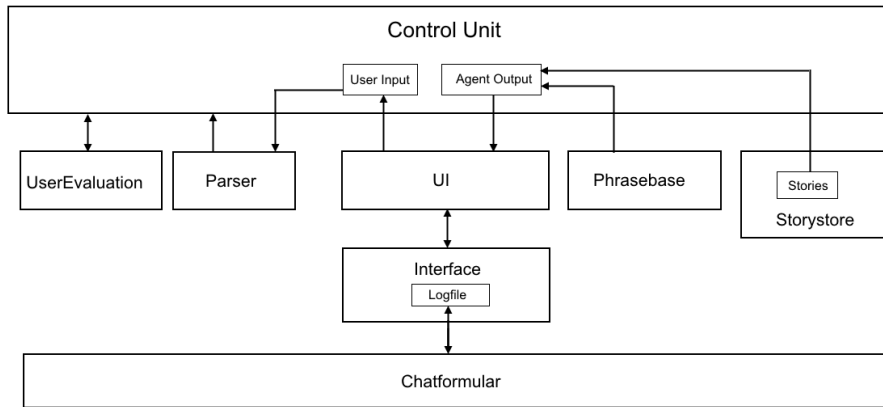 Control Unit
User Input
Agent Output
UserEvaluation
Parser
UI
Phrasebase
Stories
Storystore
Interface
Logfile
Chatformular